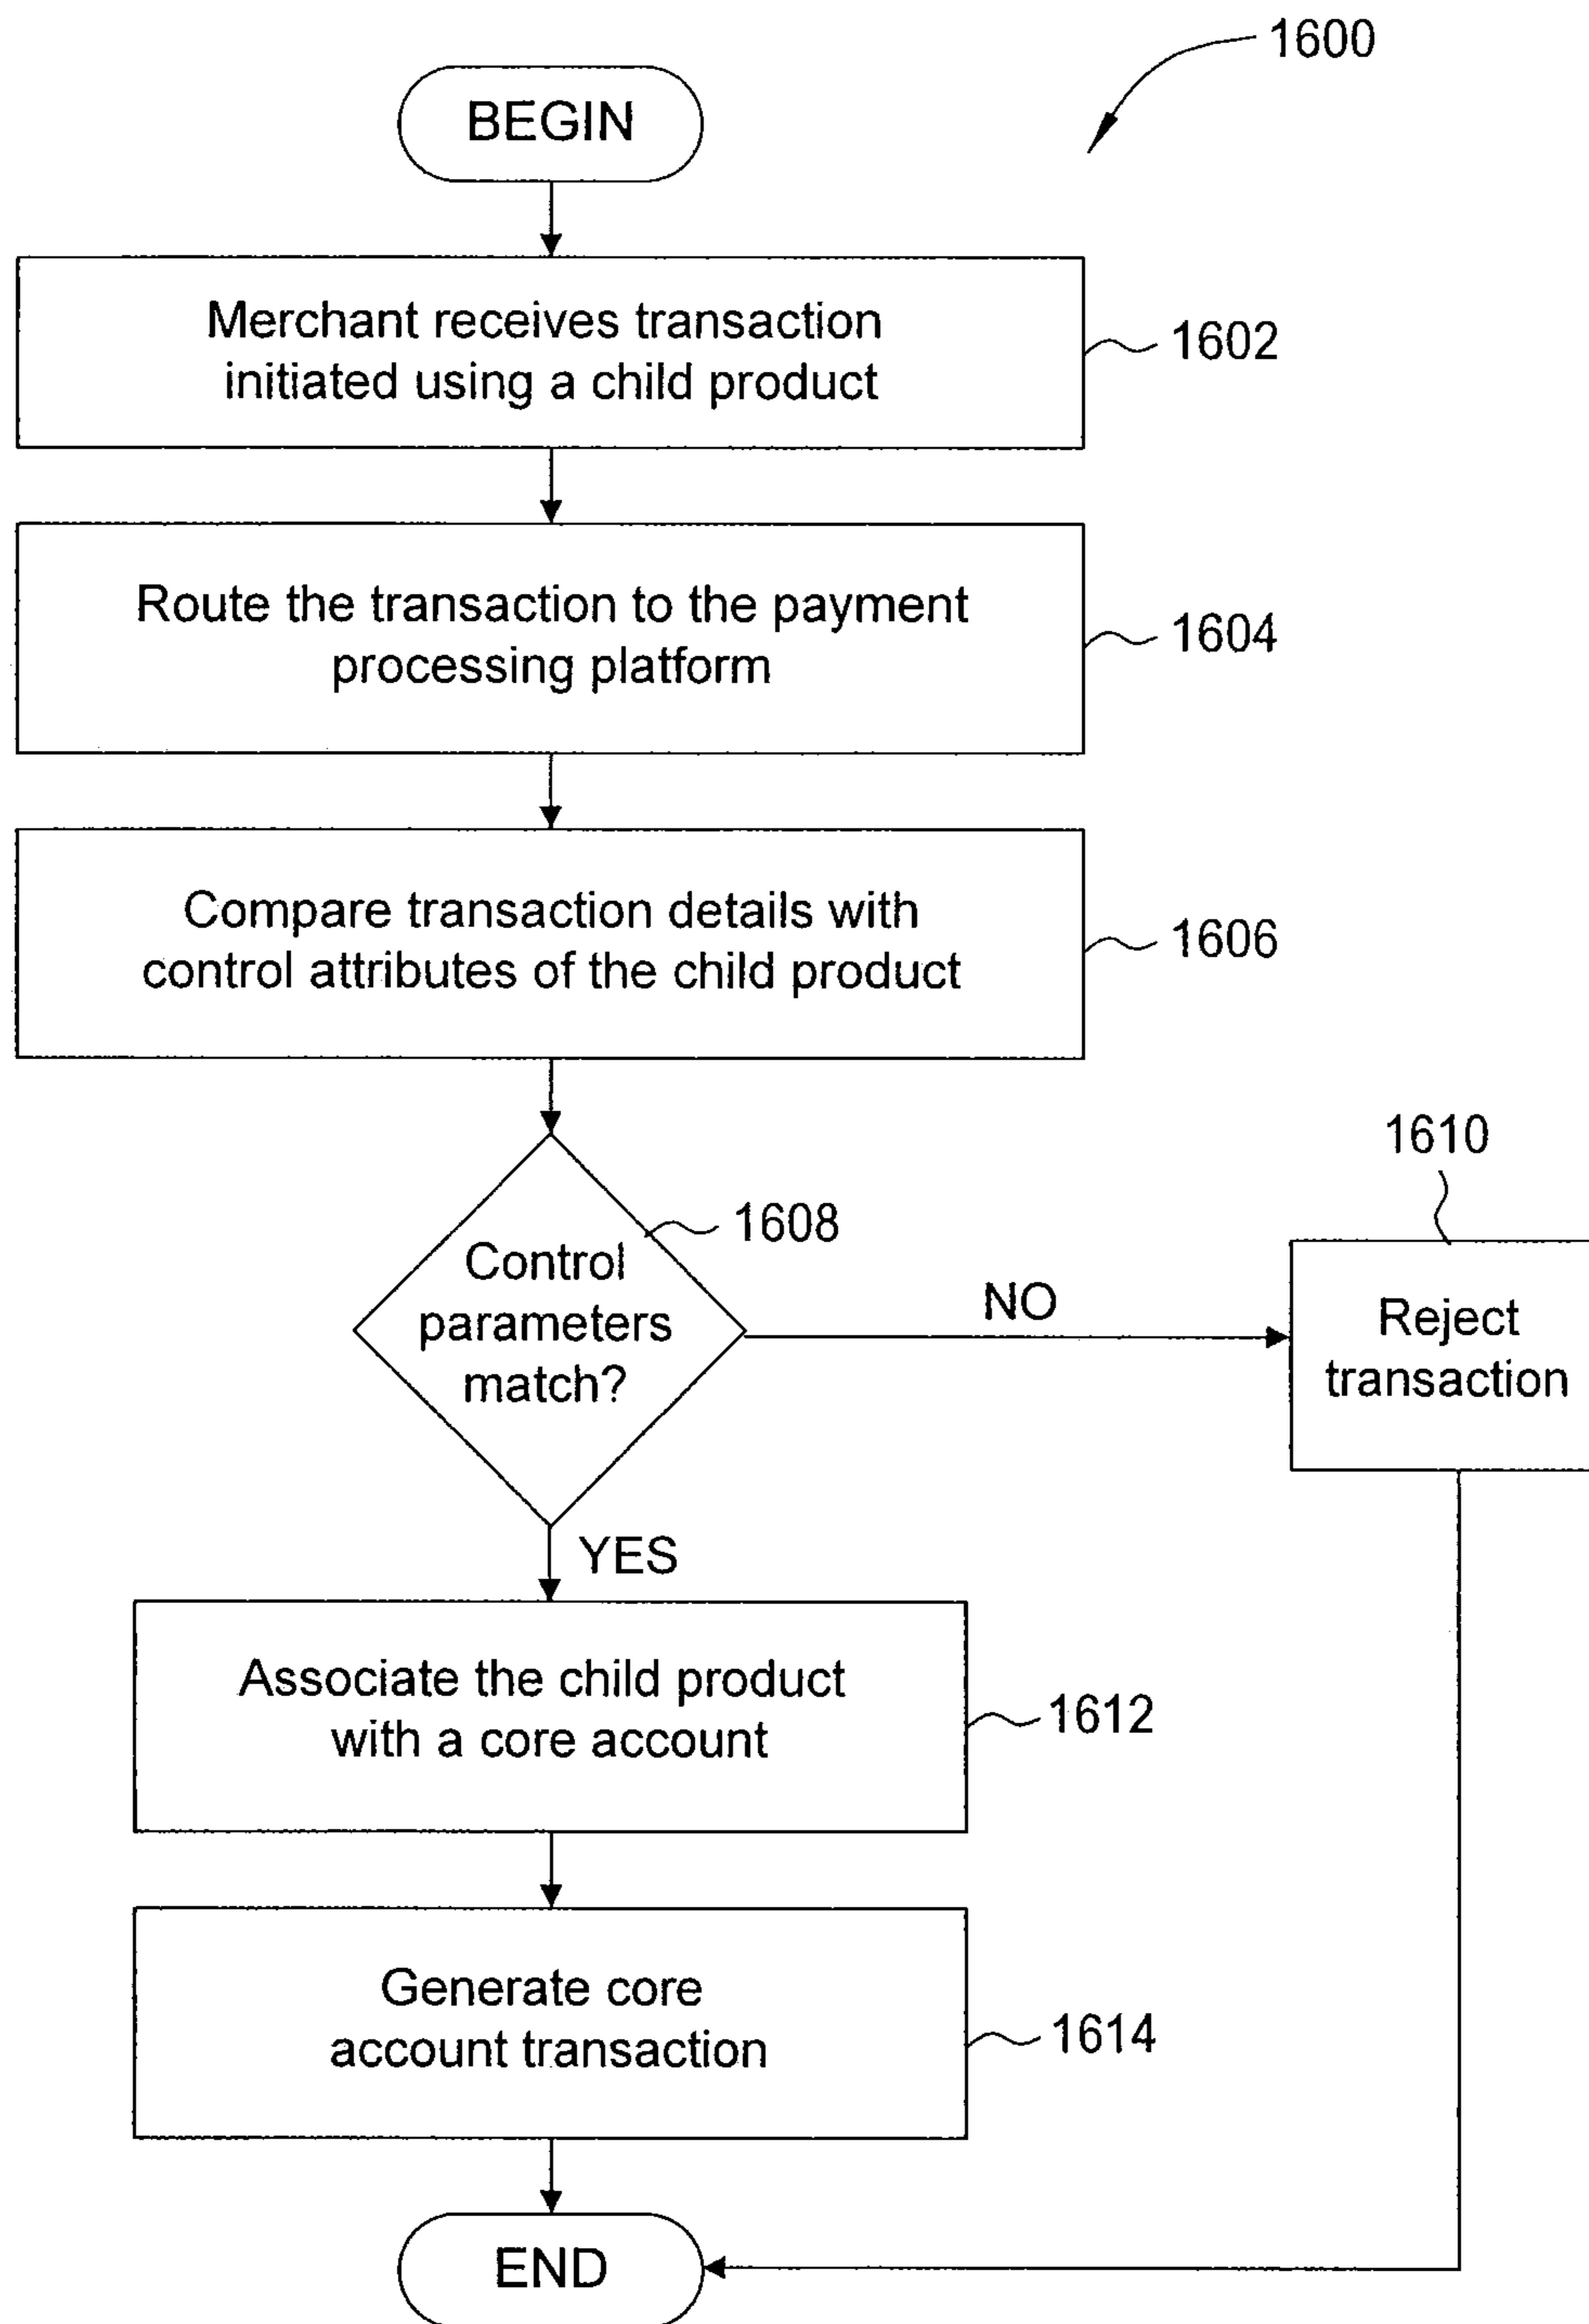 1600
BEGIN
Merchant receives transaction
initiated using a child product
1602
Route the transaction to the payment
processing platform
1604
Compare transaction details with
control attributes of the child product
1606
1608
Control
parameters
match?
NO
1610
Reject
transaction
YES
Associate the child product
with a core account
1612
Generate core
account transaction
1614
END